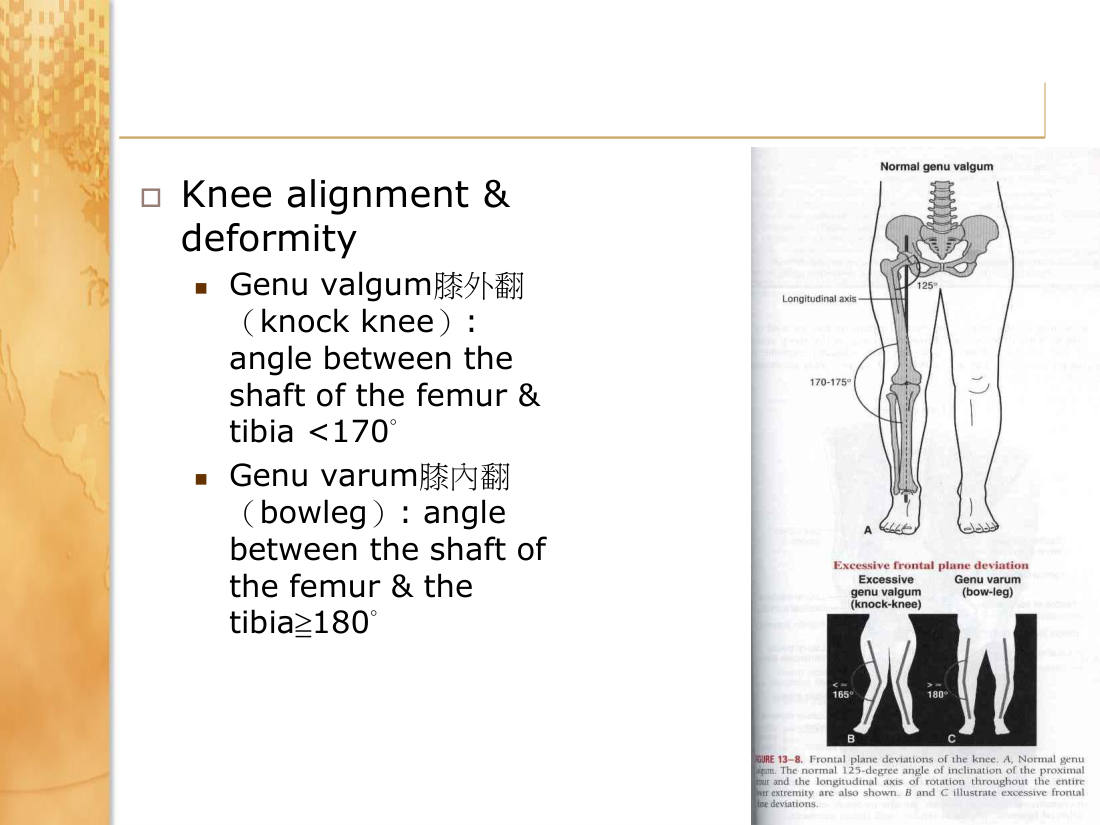 Knee alignment &
deformity
Genu valgum膝外翻
（knock knee）:
angle between the
shaft of the femur &
tibia <170°
Genu varum膝內翻
（bowleg）: angle
between the shaft of
the femur & the
tibia≧180°
Normal genu valgum
125°
Longitudinal axis
170-175°
A
Excessive frontal plane deviation
Excessive
genu valgum
(knock-knee)
Genu varum
(bow-leg)
< =
165°
> =
180°
B
C
GURE 13–8. Frontal plane deviations of the knee. A, Normal genu
The normal 125-degree angle of inclination of the proximal
and the longitudinal axis of rotation throughout the entire
extremity are also shown. B and C illustrate excessive frontal
deviations.